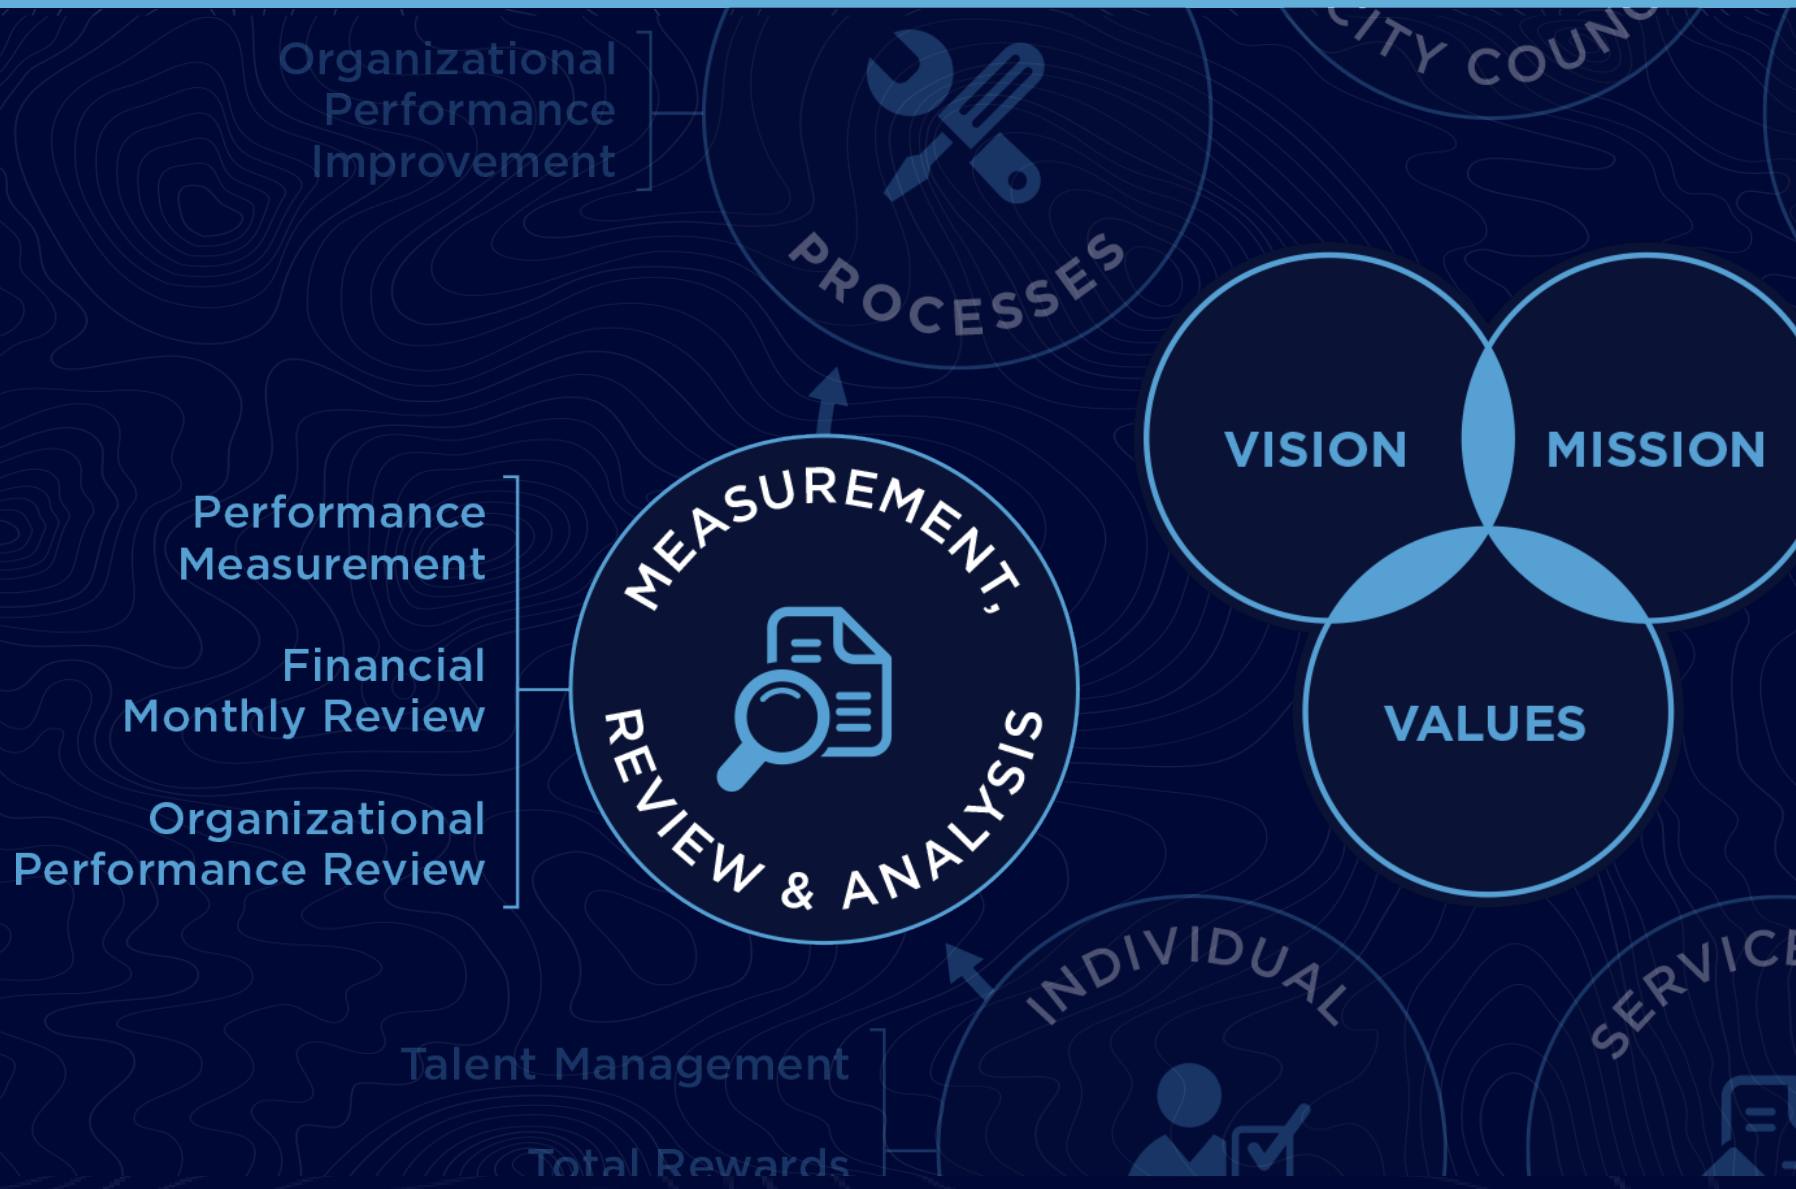 Organizational
Performance
Improvement
PROCESSES
CITY
VISION
MISSION
VALUES
Performance
Measurement
Financial
Monthly Review
Organizational
Performance Review
MEASUREMENT,
REVIEW & ANALYSIS
INDIVIDUAL
Talent Management
Total Rewards